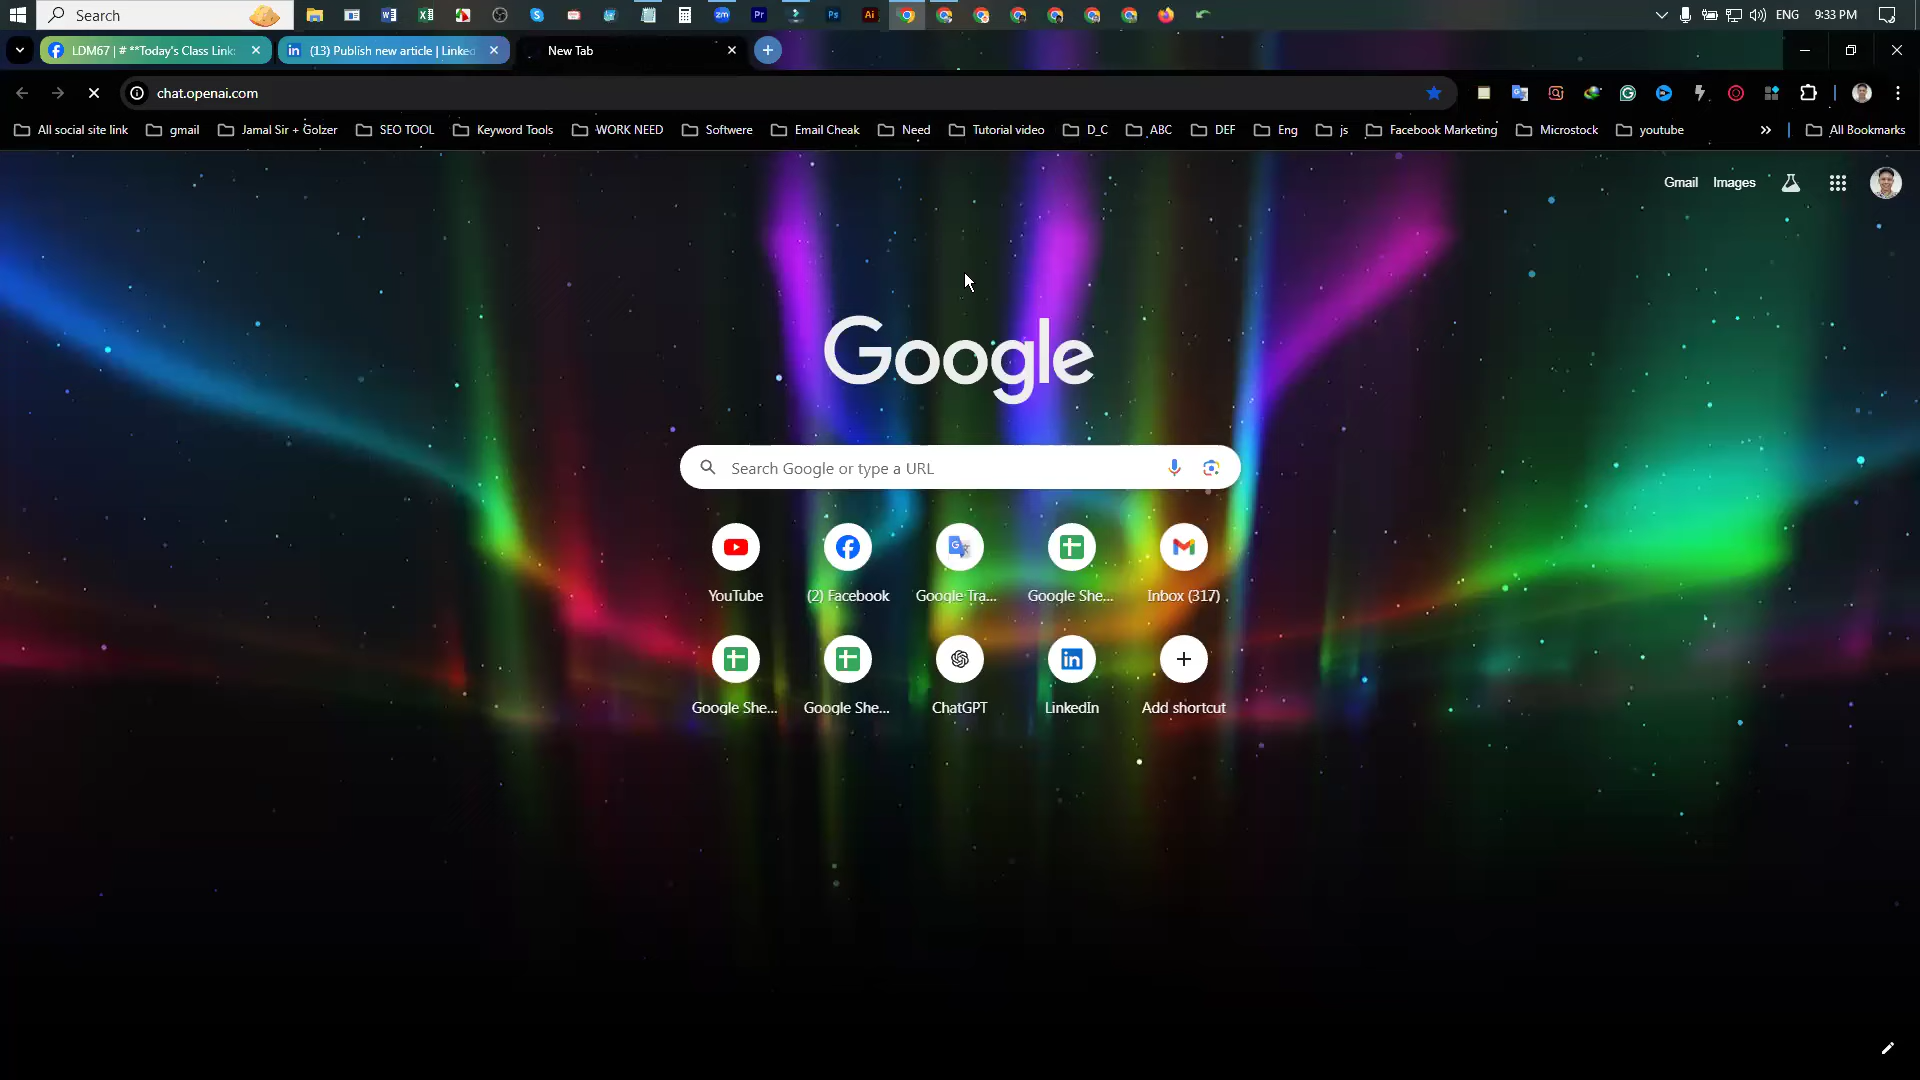 Search
ENG 9:33 PM
LDM67 | # **Today's Class Link
(13) Publish new article | Linked
New Tab
chat.openai.com
All social site link gmail Jamal Sir + Golzer SEO TOOL Keyword Tools WORK NEED Softwere Email Cheak Need Tutorial video D_C ABC DEF Eng js Facebook Marketing Microstock youtube » All Bookmarks
Gmail Images
Google
Search Google or type a URL
YouTube (2) Facebook Google Tra... Google She... Inbox (317)
Google She... Google She... ChatGPT LinkedIn Add shortcut